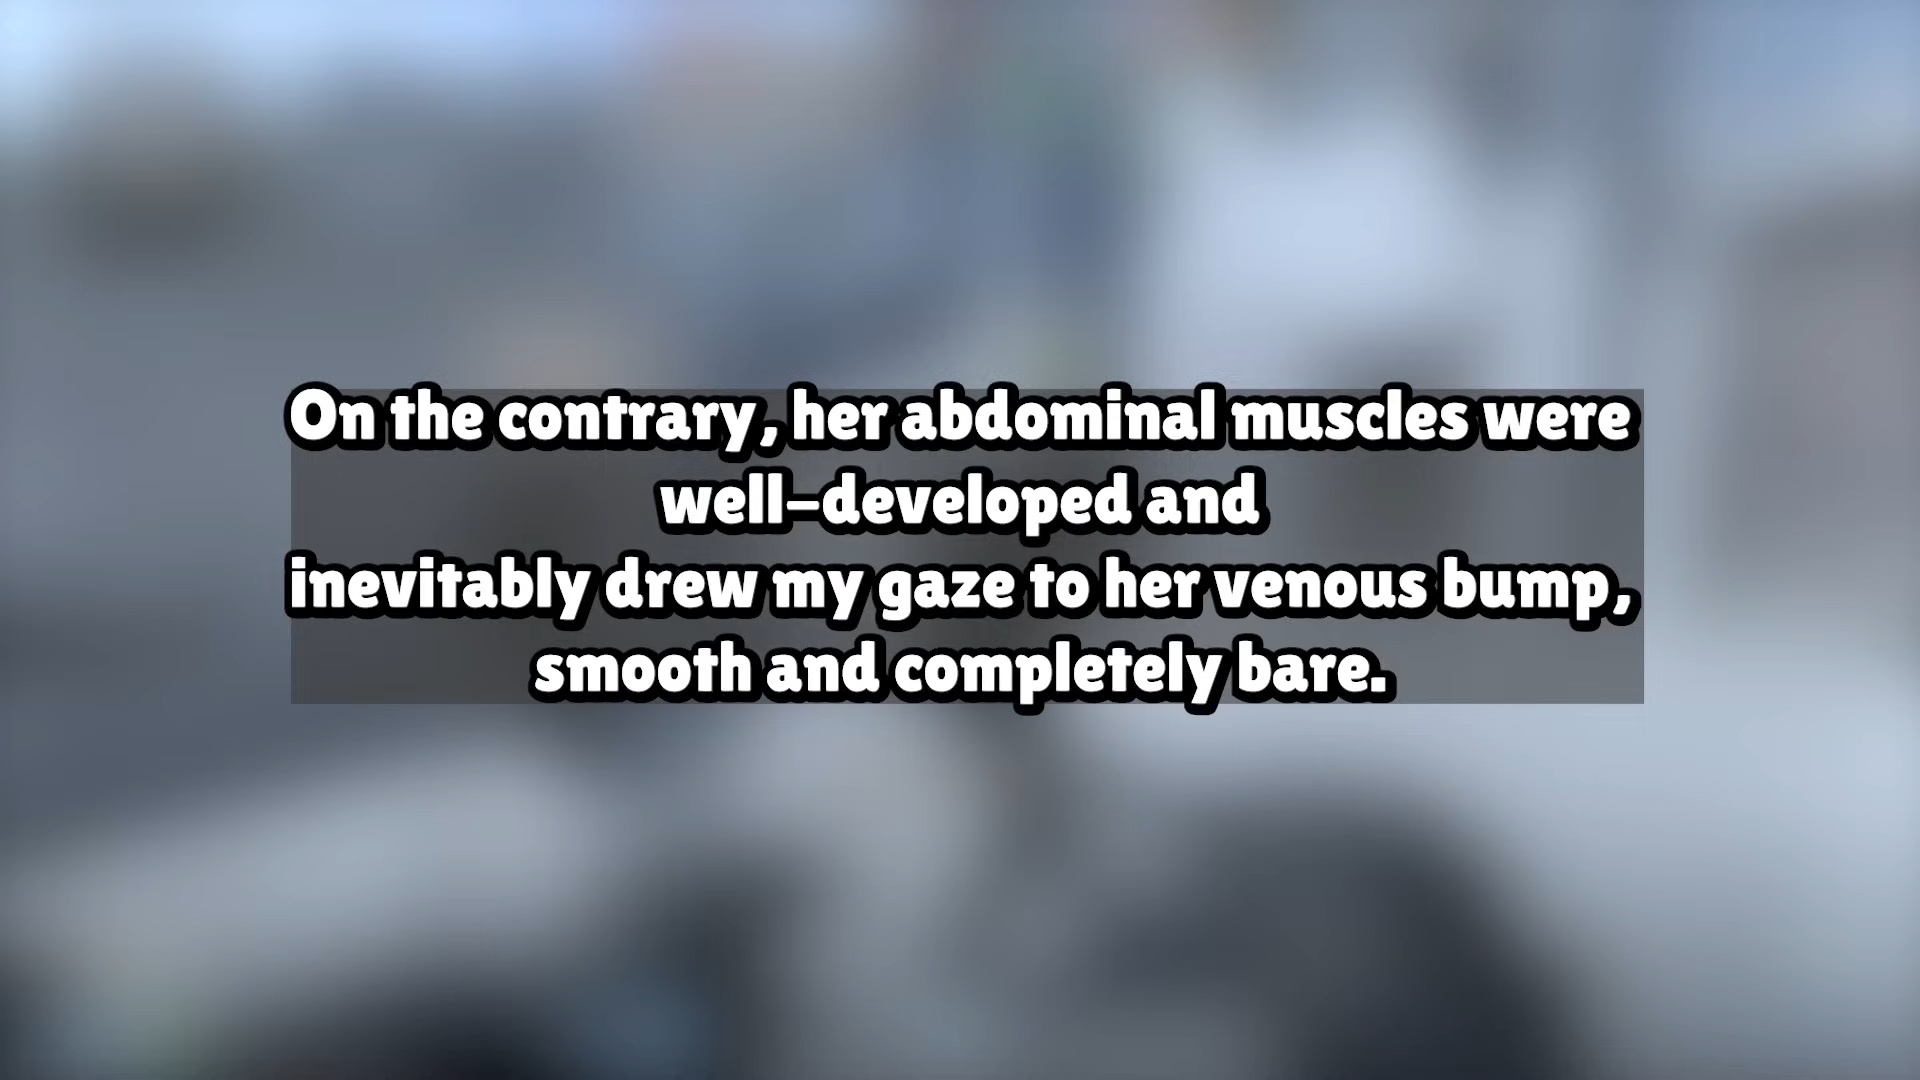 On the contrary, her abdominal muscles were
well-developed and
inevitably drew my gaze to her venous bump,
smooth and completely bare.